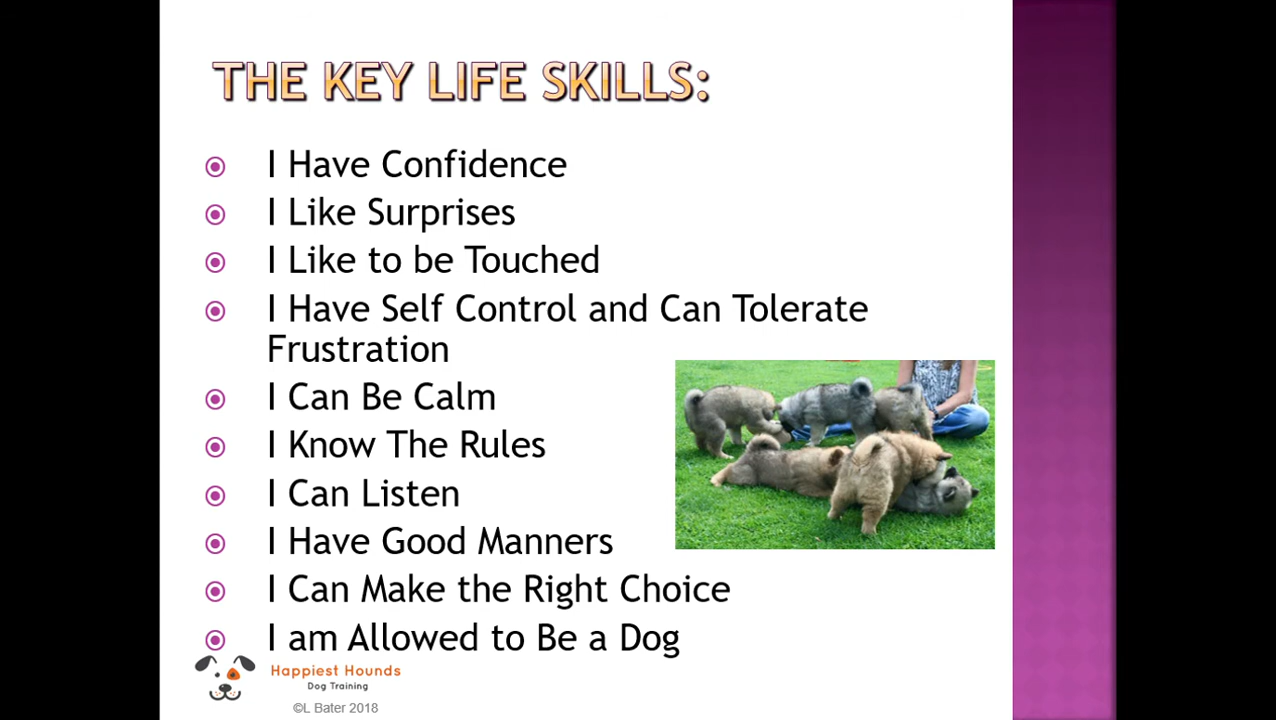 THE KEY LIFE SKILLS:
I Have Confidence
I Like Surprises
I Like to be Touched
I Have Self Control and Can Tolerate
Frustration
I Can Be Calm
I Know The Rules
I Can Listen
I Have Good Manners
I Can Make the Right Choice
I am Allowed to Be a Dog
Happiest Hounds
Dog Training
©L Bater 2018